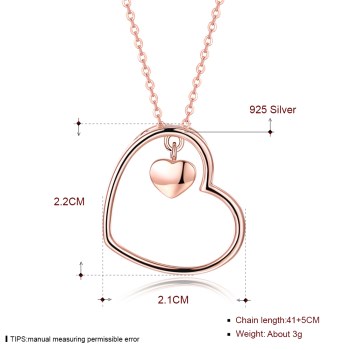 925 Silver
2.2CM
2.1CM
Chain length:41+5CM
Weight: About 3g
TIPS:manual measuring permissible error